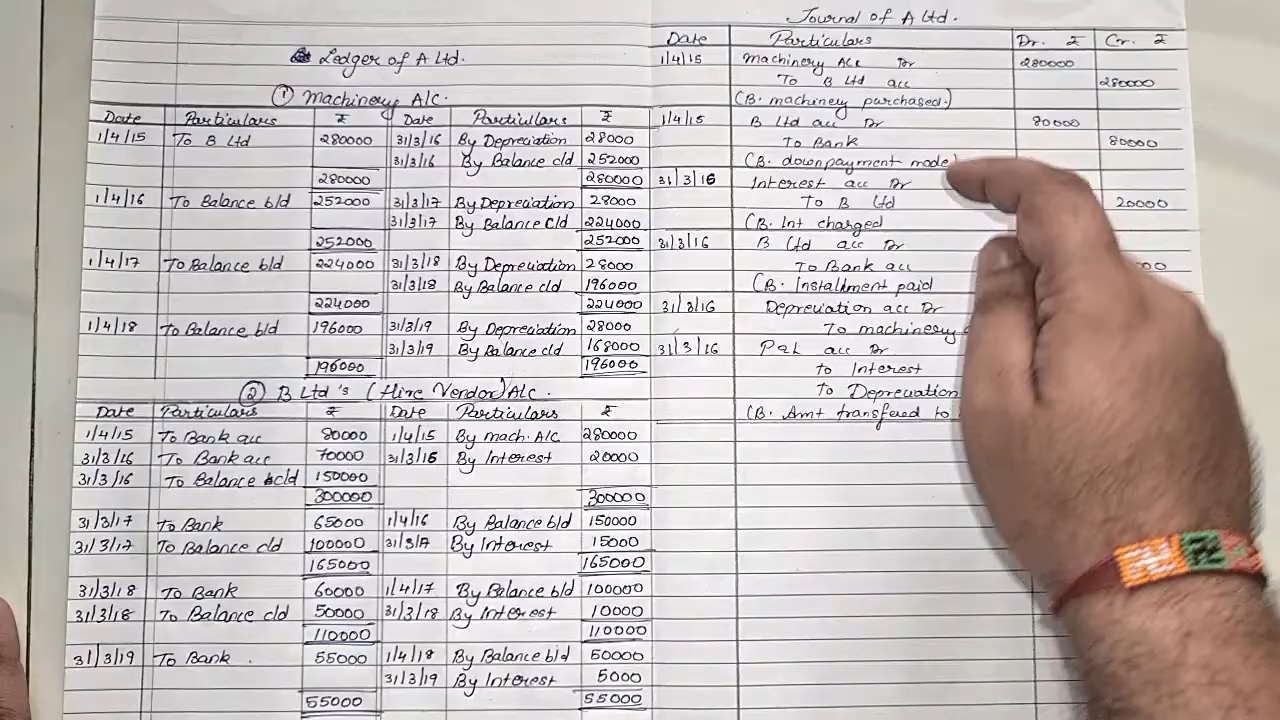 Ledger of A Ltd.
① Machinery A/c.
Date Particulars ₹ Date Particullars ₹
1/4/15 To B Ltd 280000 31/3/16 By Depreciation 28000
31/3/16 By Balance c/d 252000
280000 280000
1/4/16 To Balance b/d 252000 31/3/17 By Depreciation 28000
31/3/17 By Balance C/d 224000
252000 252000
1/4/17 To Balance b/d 224000 31/3/18 By Depreciation 28000
31/3/18 By Balance c/d 196000
224000 224000
1/4/18 To Balance b/d 196000 31/3/19 By Depreciation 28000
31/3/19 By Balance c/d 168000
196000 196000
② B Ltd's (Hire Vendor) A/c.
Date Particulars ₹ Date Particulars ₹
1/4/15 To Bank acc 80000 1/4/15 By mach. A/C 280000
31/3/16 To Bank acc 70000 31/3/16 By Interest 20000
31/3/16 To Balance c/d 150000
300000 300000
31/3/17 To Bank 65000 1/4/16 By Balance b/d 150000
31/3/17 To Balance c/d 100000 31/3/17 By Interest 15000
165000 165000
31/3/18 To Bank 60000 1/4/17 By Balance b/d 100000
31/3/18 To Balance c/d 50000 31/3/18 By Interest 10000
110000 110000
31/3/19 To Bank . 55000 1/4/18 By Balance b/d 50000
31/3/19 By Interest 5000
55000 55000
Journal of A Ltd.
Date Particulars Dr. ₹ Cr. ₹
1/4/15 Machinery Acc Dr 280000
To B Ltd acc 280000
(B. machinery purchased.)
1/4/15 B Ltd acc Dr 80000
To Bank 80000
(B. downpayment made)
31/3/16 Interest acc Dr
To B Ltd 20000
(B. Int charged
31/3/16 B Ltd acc Dr
To Bank acc
(B. Installment paid
31/3/16 Depreciation acc Dr
To machinery
31/3/16 P&L acc Dr
to Interest
to Depreciation
(B. Amt transfered to